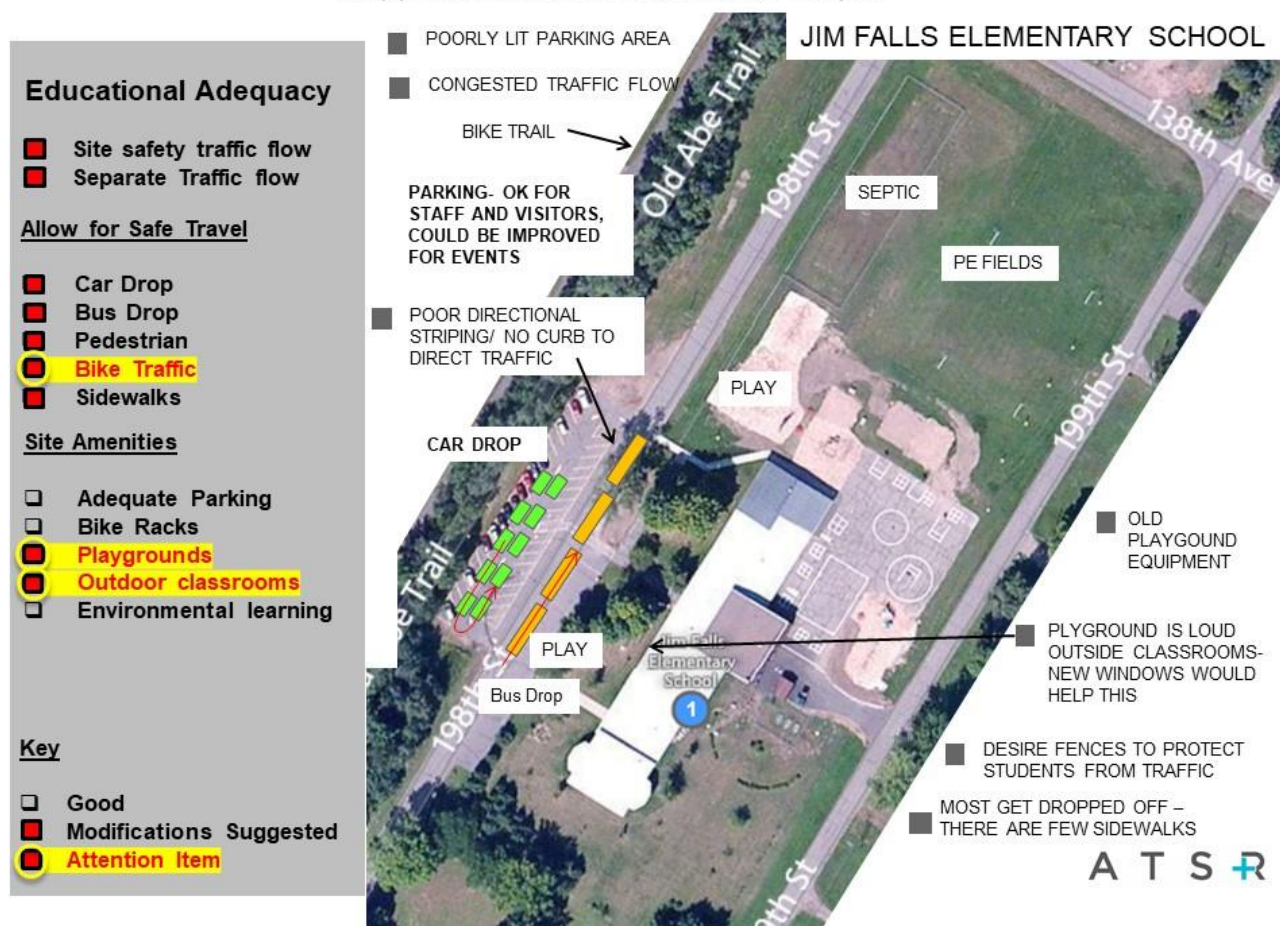 JIM FALLS ELEMENTARY SCHOOL
Educational Adequacy
Site safety traffic flow
Separate Traffic flow
Allow for Safe Travel
Car Drop
Bus Drop
Pedestrian
Bike Traffic
Sidewalks
Site Amenities
Adequate Parking
Bike Racks
Playgrounds
Outdoor classrooms
Environmental learning
Key
Good
Modifications Suggested
Attention Item
POORLY LIT PARKING AREA
CONGESTED TRAFFIC FLOW
BIKE TRAIL
PARKING- OK FOR
STAFF AND VISITORS,
COULD BE IMPROVED
FOR EVENTS
POOR DIRECTIONAL
STRIPING/ NO CURB TO
DIRECT TRAFFIC
CAR DROP
Old Abe Trail
198th St
138th Ave
SEPTIC
PE FIELDS
PLAY
199th St
PLAY
Bus Drop
198th St
Jim Falls
Elementary
School
1
OLD
PLAYGOUND
EQUIPMENT
PLYGROUND IS LOUD
OUTSIDE CLASSROOMS-
NEW WINDOWS WOULD
HELP THIS
DESIRE FENCES TO PROTECT
STUDENTS FROM TRAFFIC
MOST GET DROPPED OFF –
THERE ARE FEW SIDEWALKS
A T S R